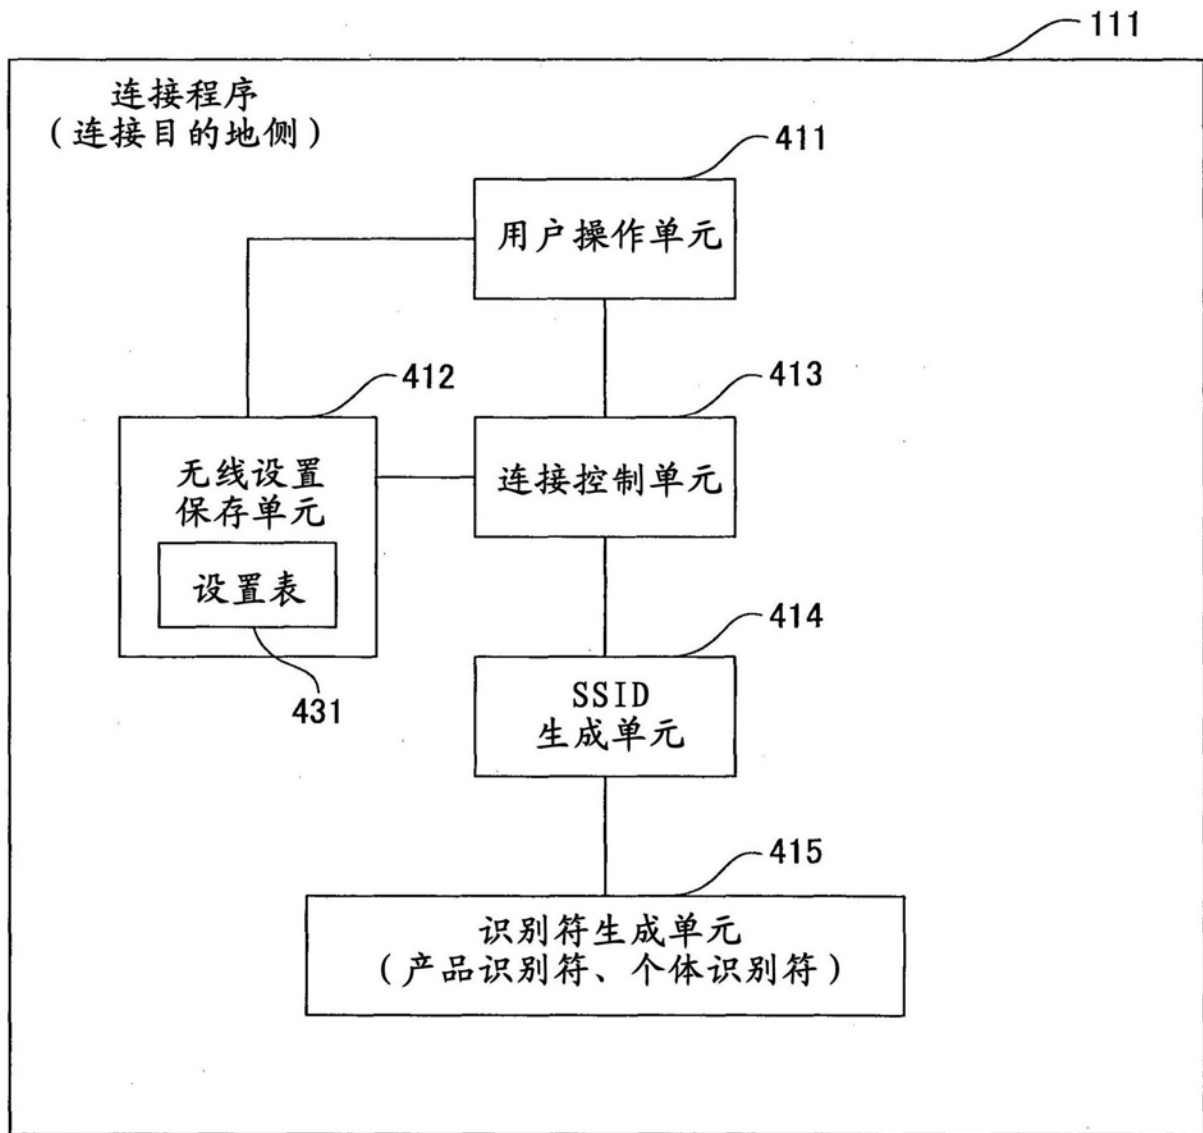 111
连接程序
(连接目的地侧)
411
用户操作单元
412
413
无线设置
保存单元
连接控制单元
设置表
414
431
SSID
生成单元
415
识别符生成单元
(产品识别符、个体识别符)